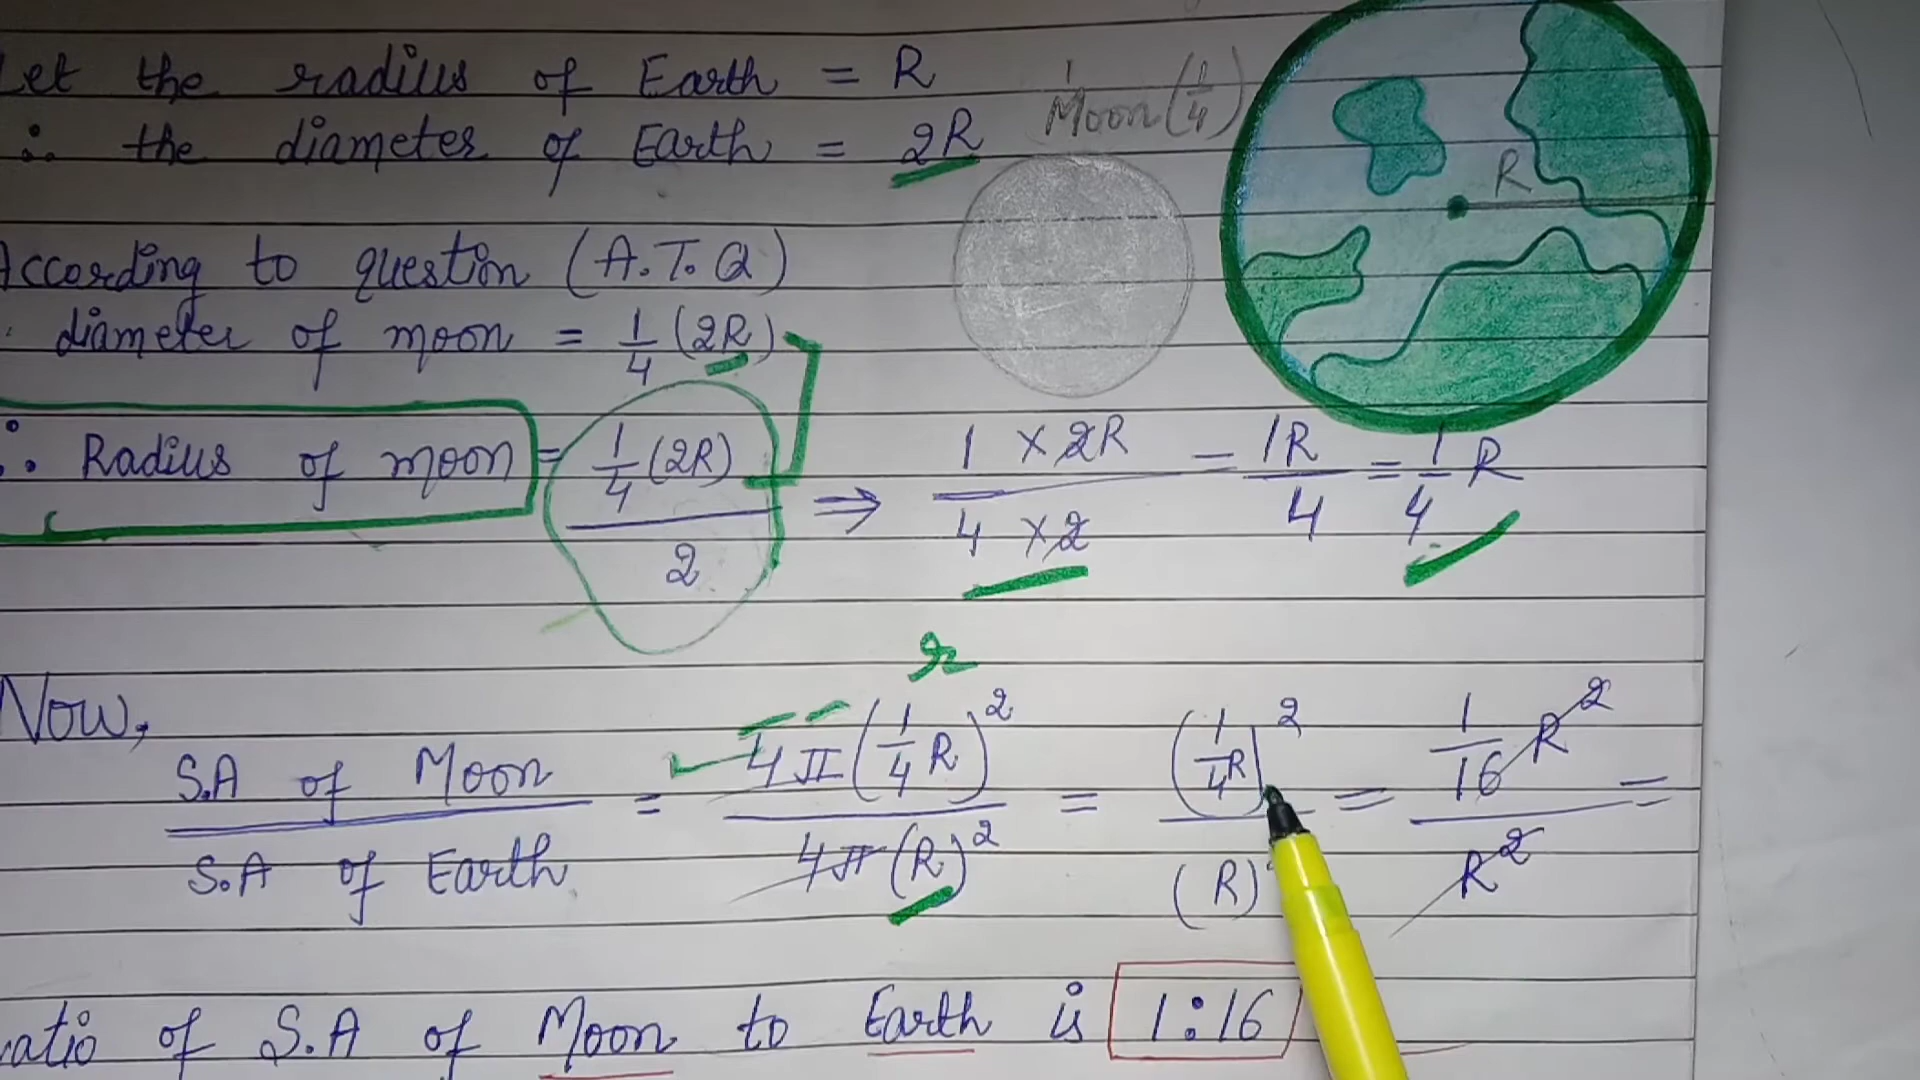 Let the radius of Earth = R
∴ the diameter of Earth = 2R
Moon (1/4)
R
According to question (A.T.Q)
diameter of moon = 1/4 (2R)
∴ Radius of moon = 1/4 (2R) / 2 ⇒ 1 × 2R / 4 × 2 = 1R / 4 = 1/4 R
r
Now,
S.A of Moon / S.A of Earth = 4π (1/4 R)² / 4π (R)² = (1/4 R)² / (R) = 1/16 R² / R² =
ratio of S.A of Moon to Earth is 1:16